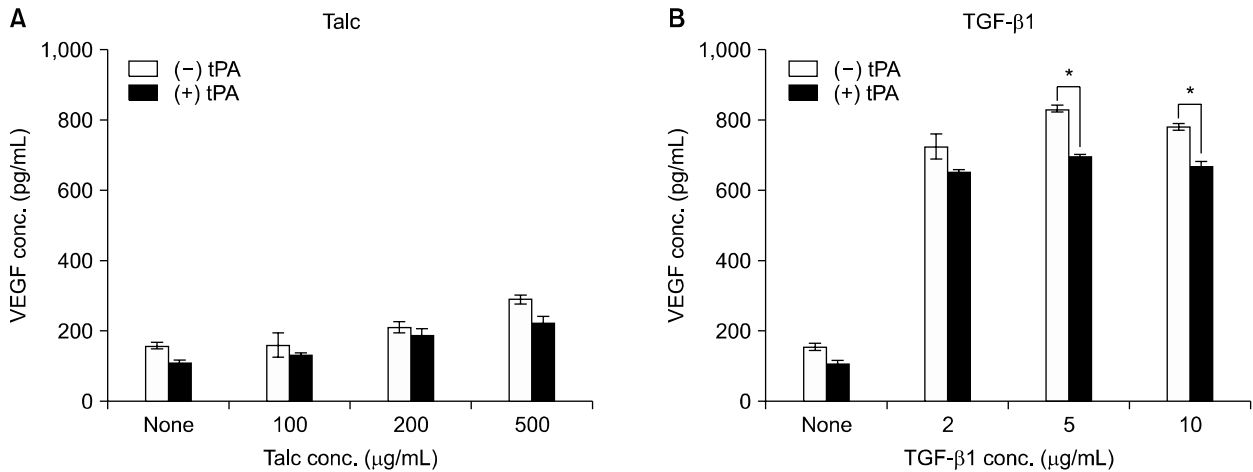 A
Talc
1,000
800
600
400
200
0
VEGF conc. (pg/mL)
(−) tPA
(+) tPA
None 100 200 500
Talc conc. (μg/mL)
B
TGF-β1
1,000
800
600
400
200
0
VEGF conc. (pg/mL)
(−) tPA
(+) tPA
*
*
None 2 5 10
TGF-β1 conc. (μg/mL)